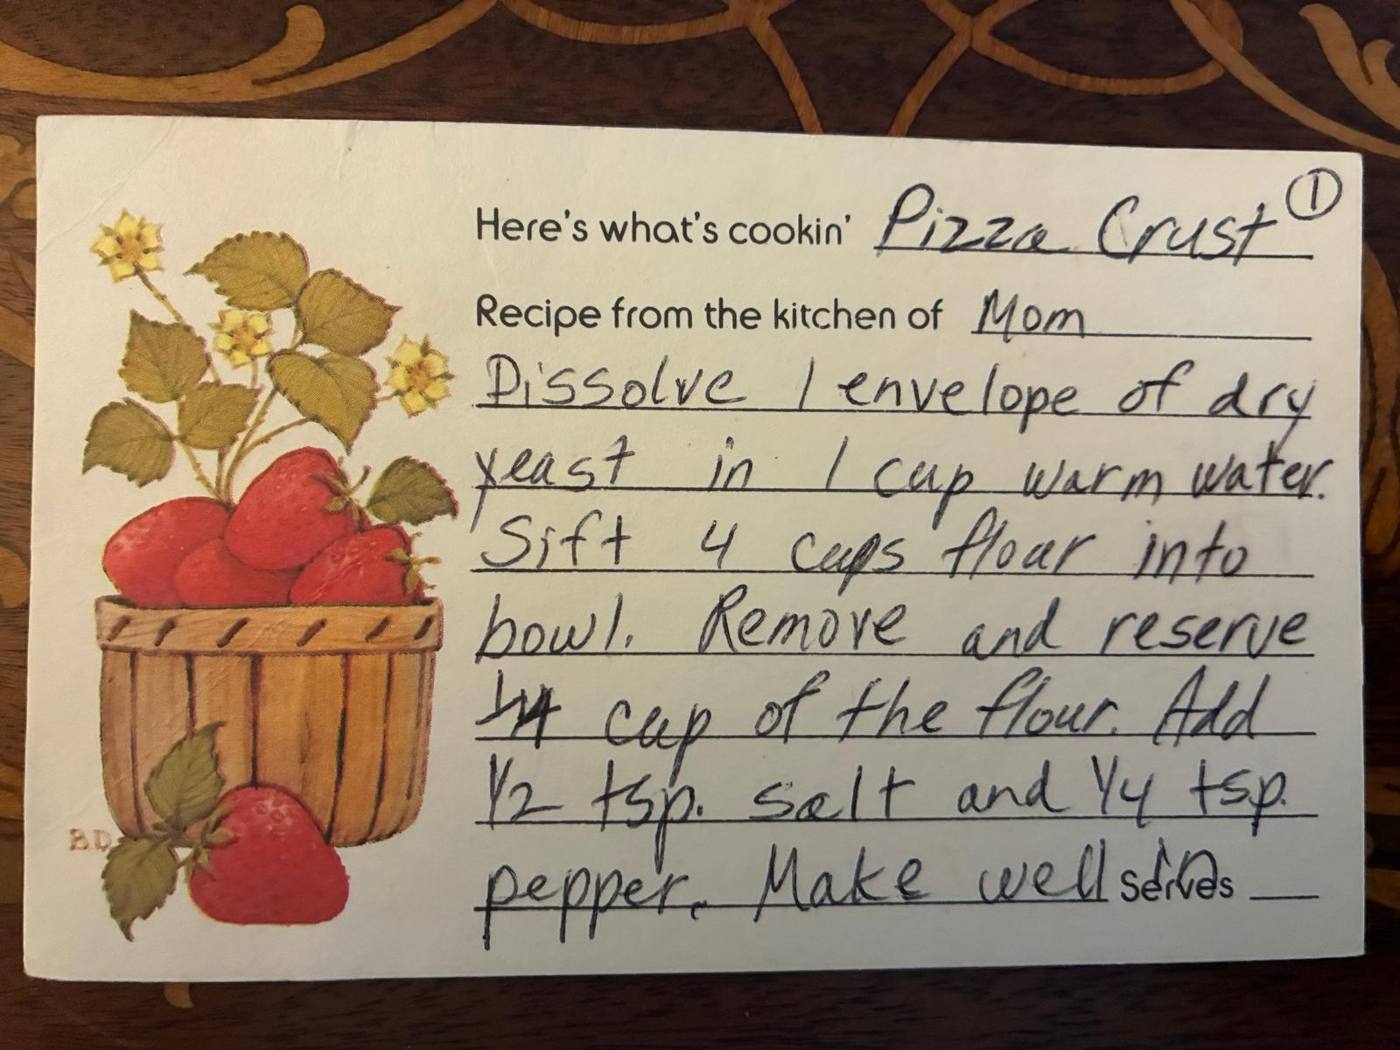 Here's what's cookin' Pizza Crust ①
Recipe from the kitchen of Mom
Dissolve 1 envelope of dry
yeast in 1 cup warm water.
Sift 4 cups flour into
bowl. Remove and reserve
1/4 cup of the flour. Add
1/2 tsp. salt and 1/4 tsp.
pepper. Make well in Serves
B.D.